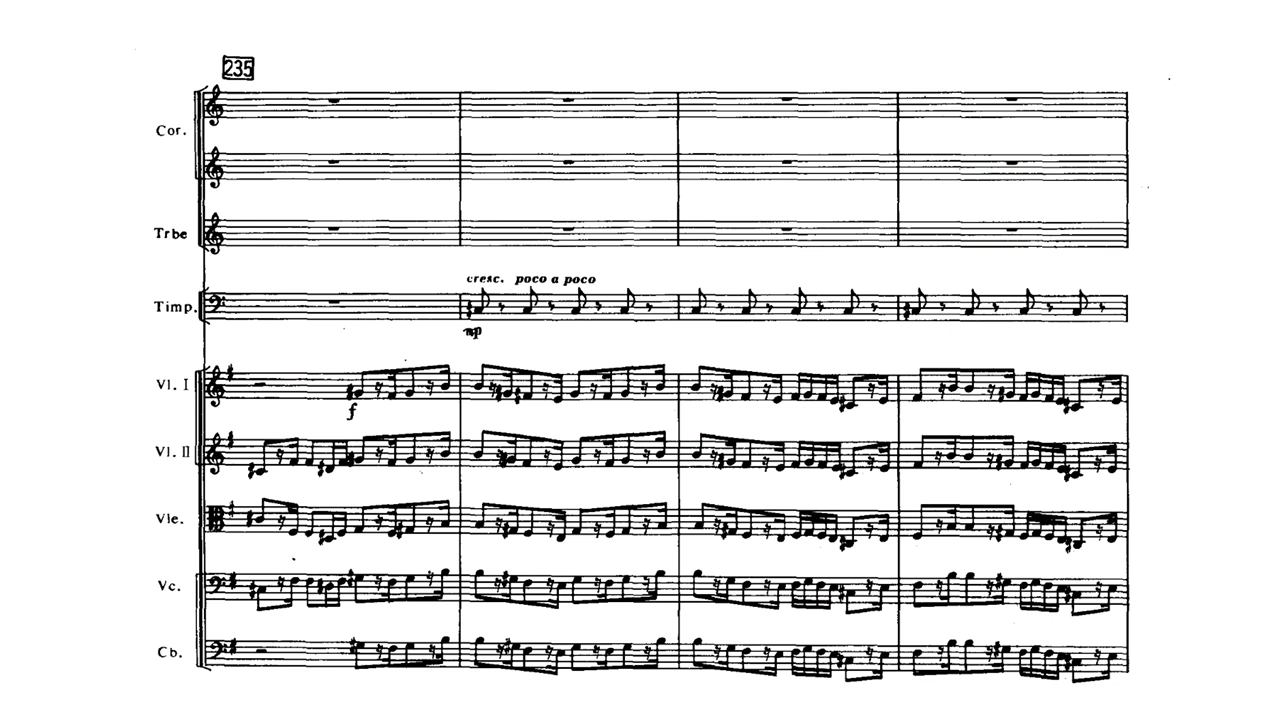 235
Cor.
Trbe
cresc. poco a poco
Timp.
mp
Vl. I
f
Vl. II
Vle.
Vc.
Cb.